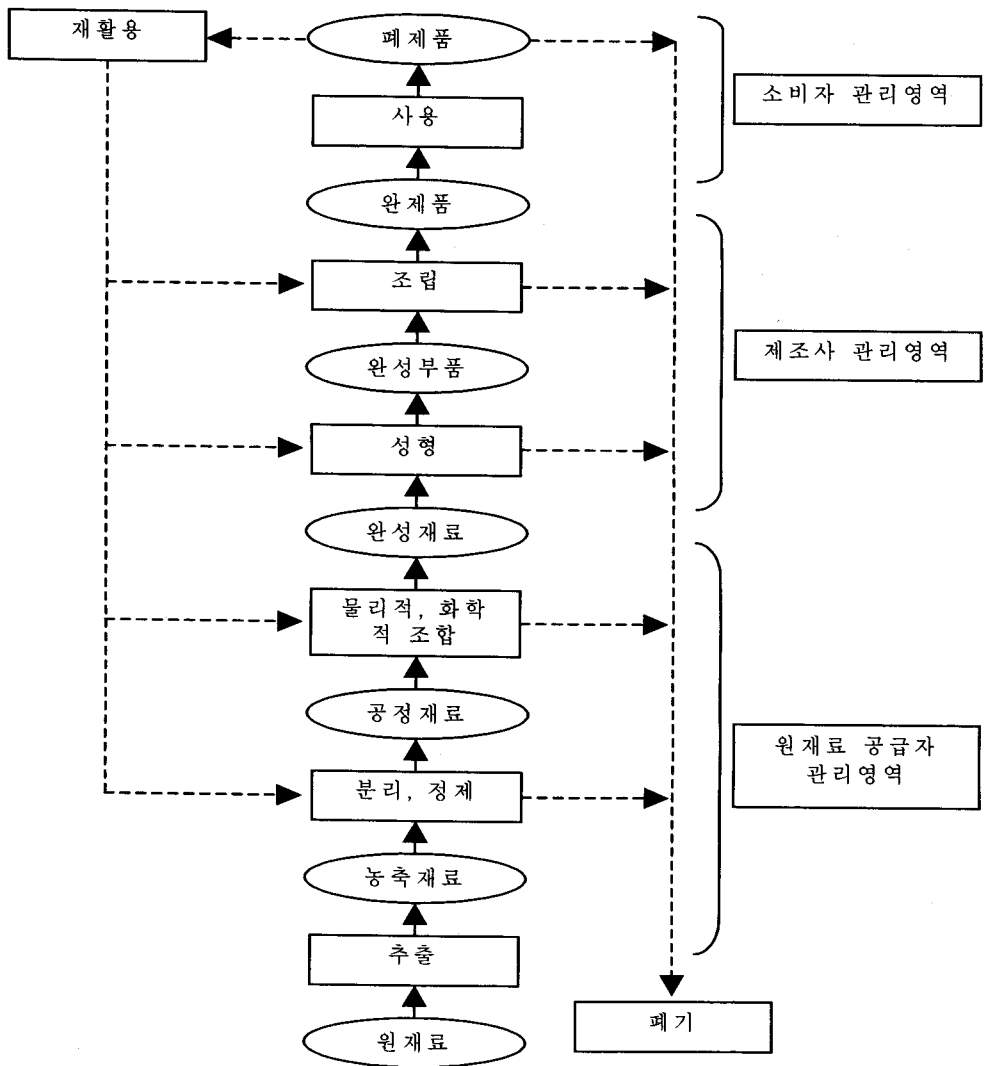 재활용
폐제품
소비자 관리영역
사용
완제품
조립
제조사 관리영역
완성부품
성형
완성재료
물리적, 화학
적 조합
공정재료
원재료 공급자
관리영역
분리, 정제
농축재료
추출
폐기
원재료